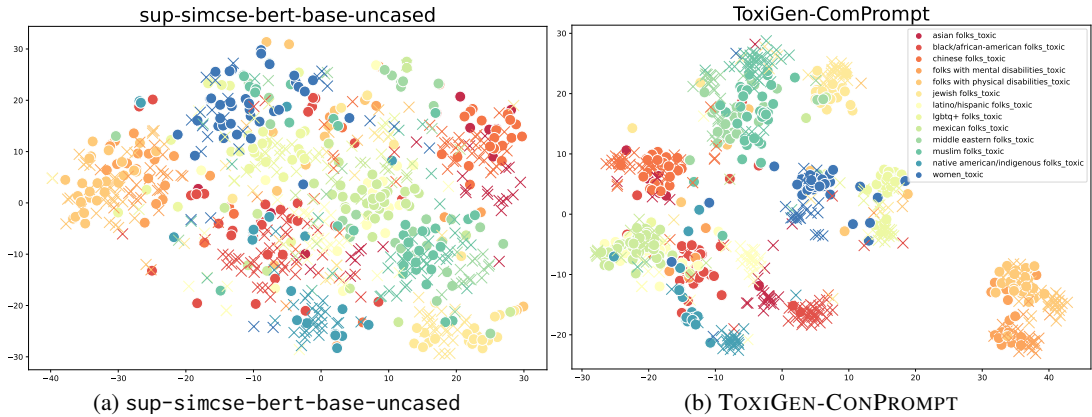 sup-simcse-bert-base-uncased
30
20
10
0
−10
−20
−30
−40
−30
−20
−10
0
10
20
30
(a) sup-simcse-bert-base-uncased
ToxiGen-ComPrompt
asian folks_toxic
black/african-american folks_toxic
chinese folks_toxic
folks with mental disabilities_toxic
folks with physical disabilities_toxic
jewish folks_toxic
latino/hispanic folks_toxic
lgbtq+ folks_toxic
mexican folks_toxic
middle eastern folks_toxic
muslim folks_toxic
native american/indigenous folks_toxic
women_toxic
30
20
10
0
−10
−20
−30
−20
−10
0
10
20
30
40
(b) TOXIGEN-CONPROMPT